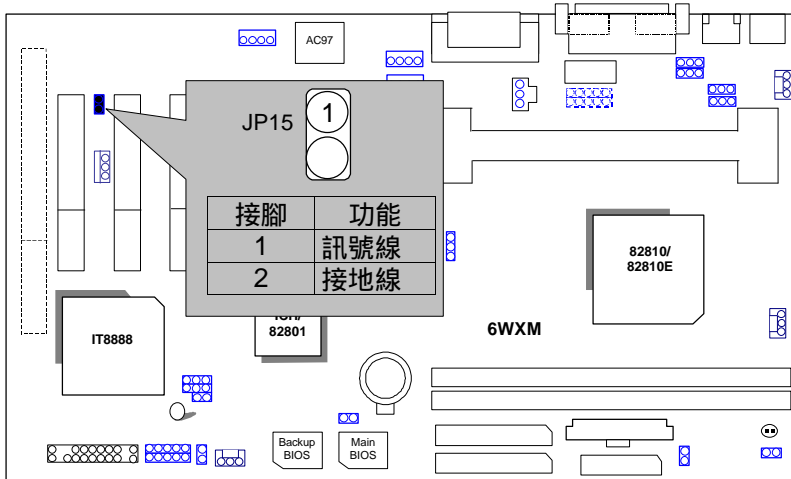 AC97
JP15
1
接腳 功能
1 訊號線
2 接地線
82810/
82810E
IT8888
82801
6WXM
Backup
BIOS
Main
BIOS